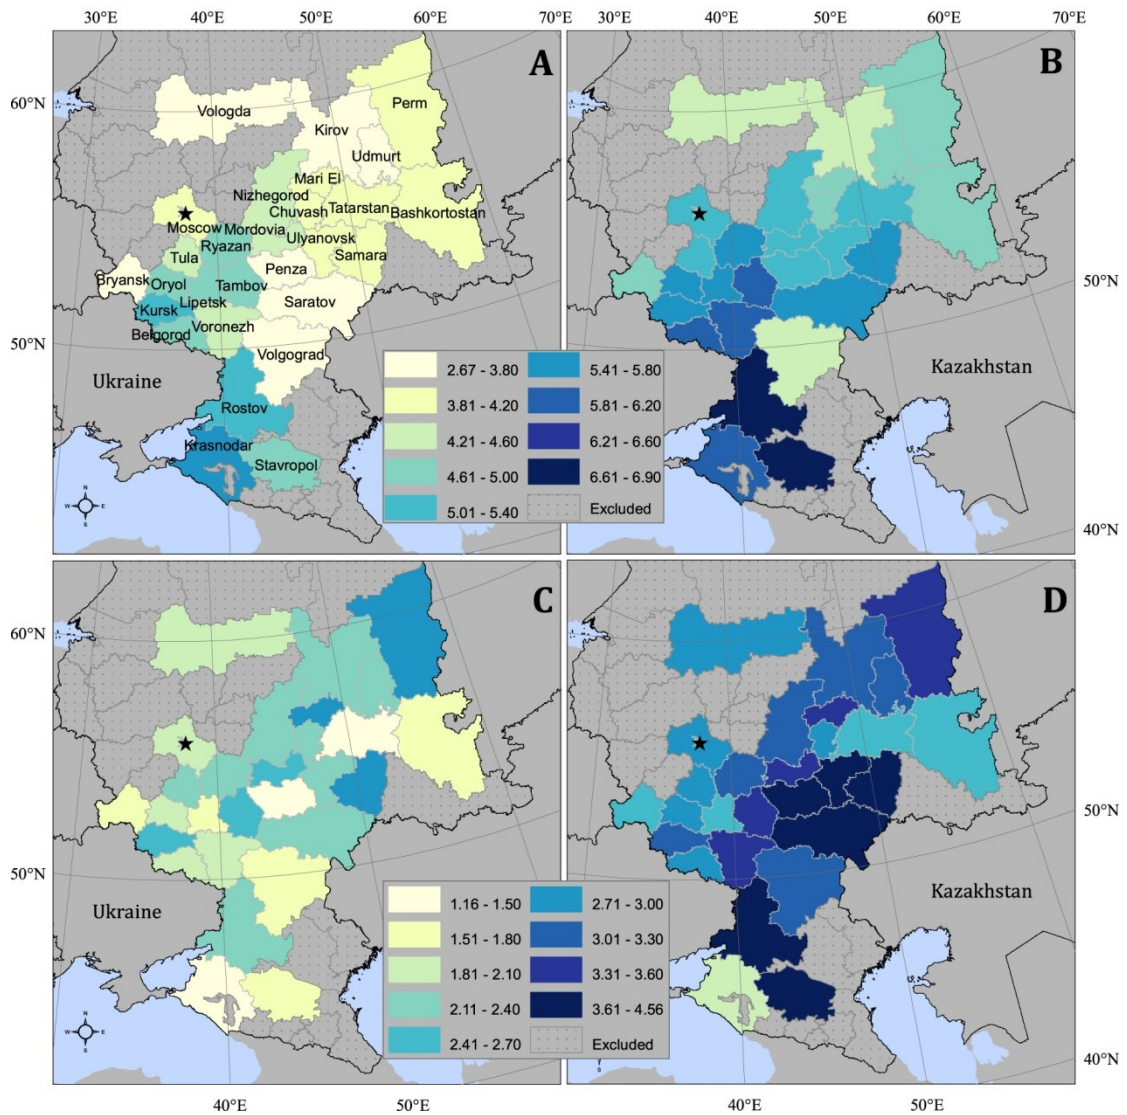 30°E 40°E 50°E 60°E 70°E 40°E 50°E 60°E 70°E
A
B
60°N
50°N
50°N
40°N
Vologda
Perm
Kirov
Udmurt
Mari El
Nizhegorod
Chuvash
Tatarstan
Bashkortostan
Moscow
Mordovia
Ryazan
Ulyanovsk
Tula
Samara
Penza
Bryansk
Oryol
Tambov
Lipetsk
Saratov
Kursk
Voronezh
Belgorod
Volgograd
Ukraine
Kazakhstan
Rostov
Krasnodar
Stavropol
2.67 - 3.80
3.81 - 4.20
4.21 - 4.60
4.61 - 5.00
5.01 - 5.40
5.41 - 5.80
5.81 - 6.20
6.21 - 6.60
6.61 - 6.90
Excluded
N
W E
S
C
D
60°N
50°N
50°N
40°N
Ukraine
Kazakhstan
1.16 - 1.50
1.51 - 1.80
1.81 - 2.10
2.11 - 2.40
2.41 - 2.70
2.71 - 3.00
3.01 - 3.30
3.31 - 3.60
3.61 - 4.56
Excluded
N
W E
S
S
40°E 50°E 40°E 50°E